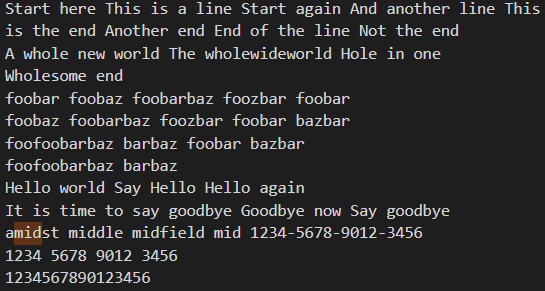 Start here This is a line Start again And another line This
is the end Another end End of the line Not the end
A whole new world The wholewideworld Hole in one
Wholesome end
foobar foobaz foobarbaz foozbar foobar
foobaz foobarbaz foozbar foobar bazbar
foofoobarbaz barbaz foobar bazbar
foofoobarbaz barbaz
Hello world Say Hello Hello again
It is time to say goodbye Goodbye now Say goodbye
amidst middle midfield mid 1234-5678-9012-3456
1234 5678 9012 3456
1234567890123456